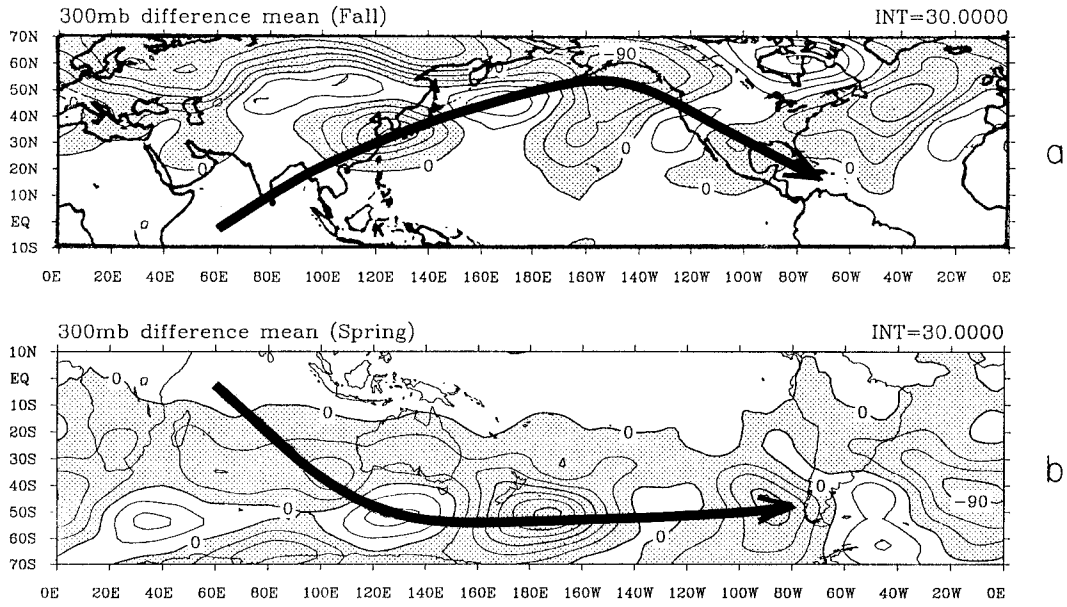 300mb difference mean (Fall) INT=30.0000
70N
60N
50N
40N
30N
20N
10N
EQ
10S
-90
0
0
0
0
0
0E 20E 40E 60E 80E 100E 120E 140E 160E 180E 160W 140W 120W 100W 80W 60W 40W 20W 0E
a
300mb difference mean (Spring) INT=30.0000
10N
EQ
10S
20S
30S
40S
50S
60S
70S
0
0
0
0
0
0
0
0
-90
0E 20E 40E 60E 80E 100E 120E 140E 160E 180E 160W 140W 120W 100W 80W 60W 40W 20W 0E
b